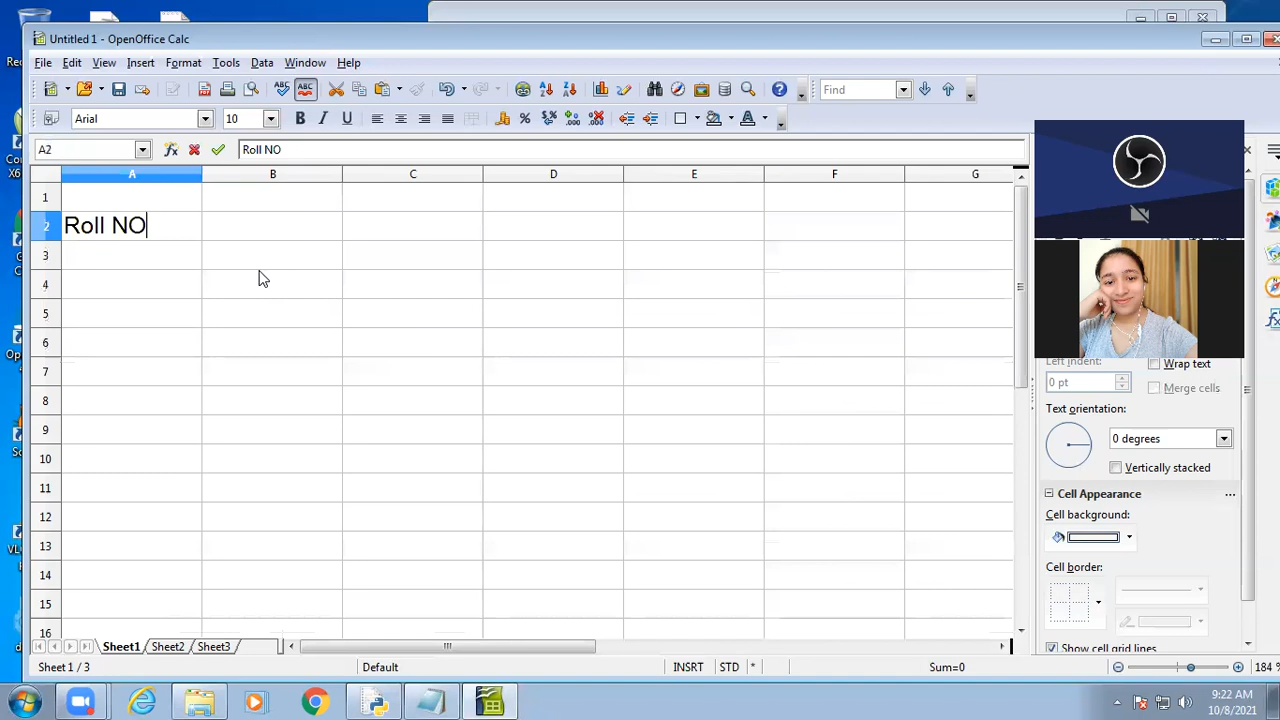 Untitled 1 - OpenOffice Calc
File Edit View Insert Format Tools Data Window Help
Find
Arial 10
A2 Roll NO
A B C D E F G
1
2 Roll NO
3
4
5
6
7
8
9
10
11
12
13
14
15
16
Left indent:
Wrap text
0 pt
Merge cells
Text orientation:
0 degrees
Vertically stacked
Cell Appearance
Cell background:
Cell border:
Show cell grid lines
Sheet1 Sheet2 Sheet3
Sheet 1 / 3 Default INSRT STD * Sum=0 184 %
9:22 AM
10/8/2021